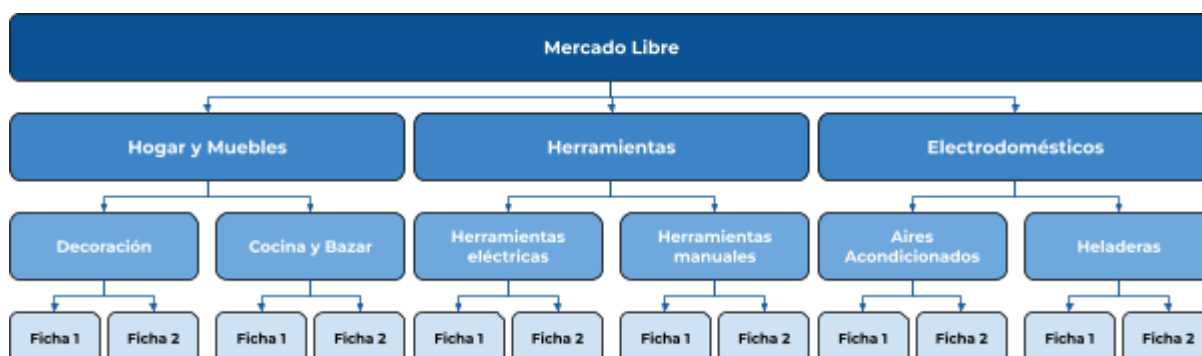 Mercado Libre
Hogar y Muebles
Herramientas
Electrodomésticos
Decoración
Cocina y Bazar
Herramientas
eléctricas
Herramientas
manuales
Aires
Acondicionados
Heladeras
Ficha 1
Ficha 2
Ficha 1
Ficha 2
Ficha 1
Ficha 2
Ficha 1
Ficha 2
Ficha 1
Ficha 2
Ficha 1
Ficha 2